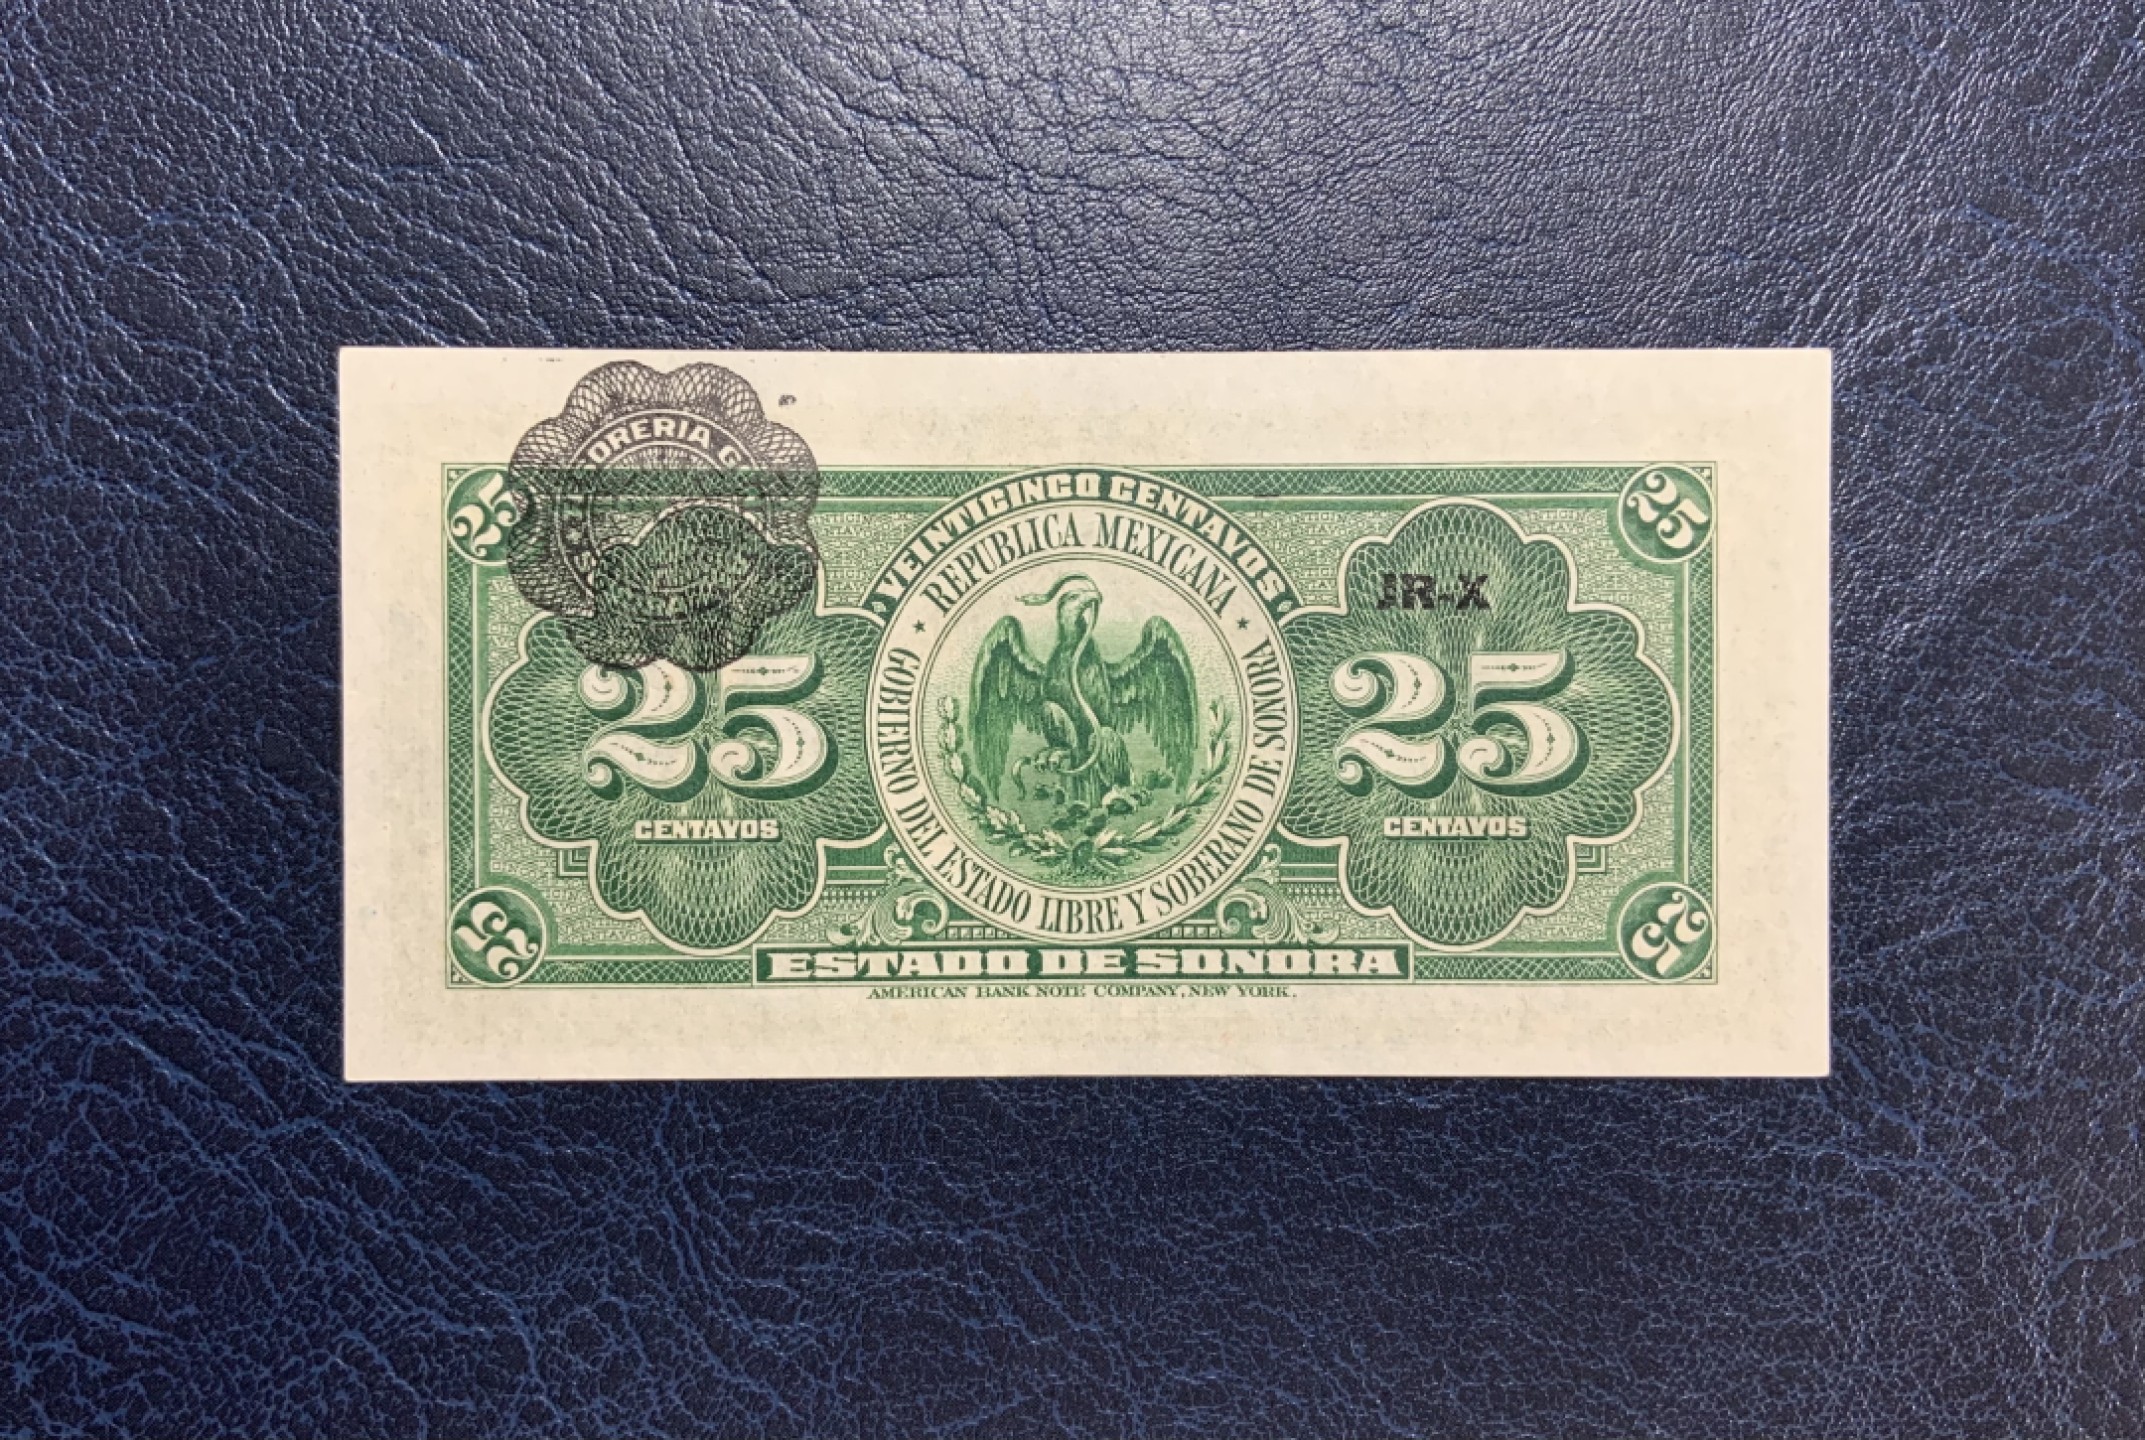 25
ORERIA G
VEINTICINCO CENTAVOS
25
REPUBLICA MEXICANA
JR-X
GOBIERNO DEL ESTADO LIBRE Y SOBERANO DE SONORA
25
25
CENTAVOS
CENTAVOS
25
25
ESTADO DE SONORA
AMERICAN BANK NOTE COMPANY, NEW YORK.